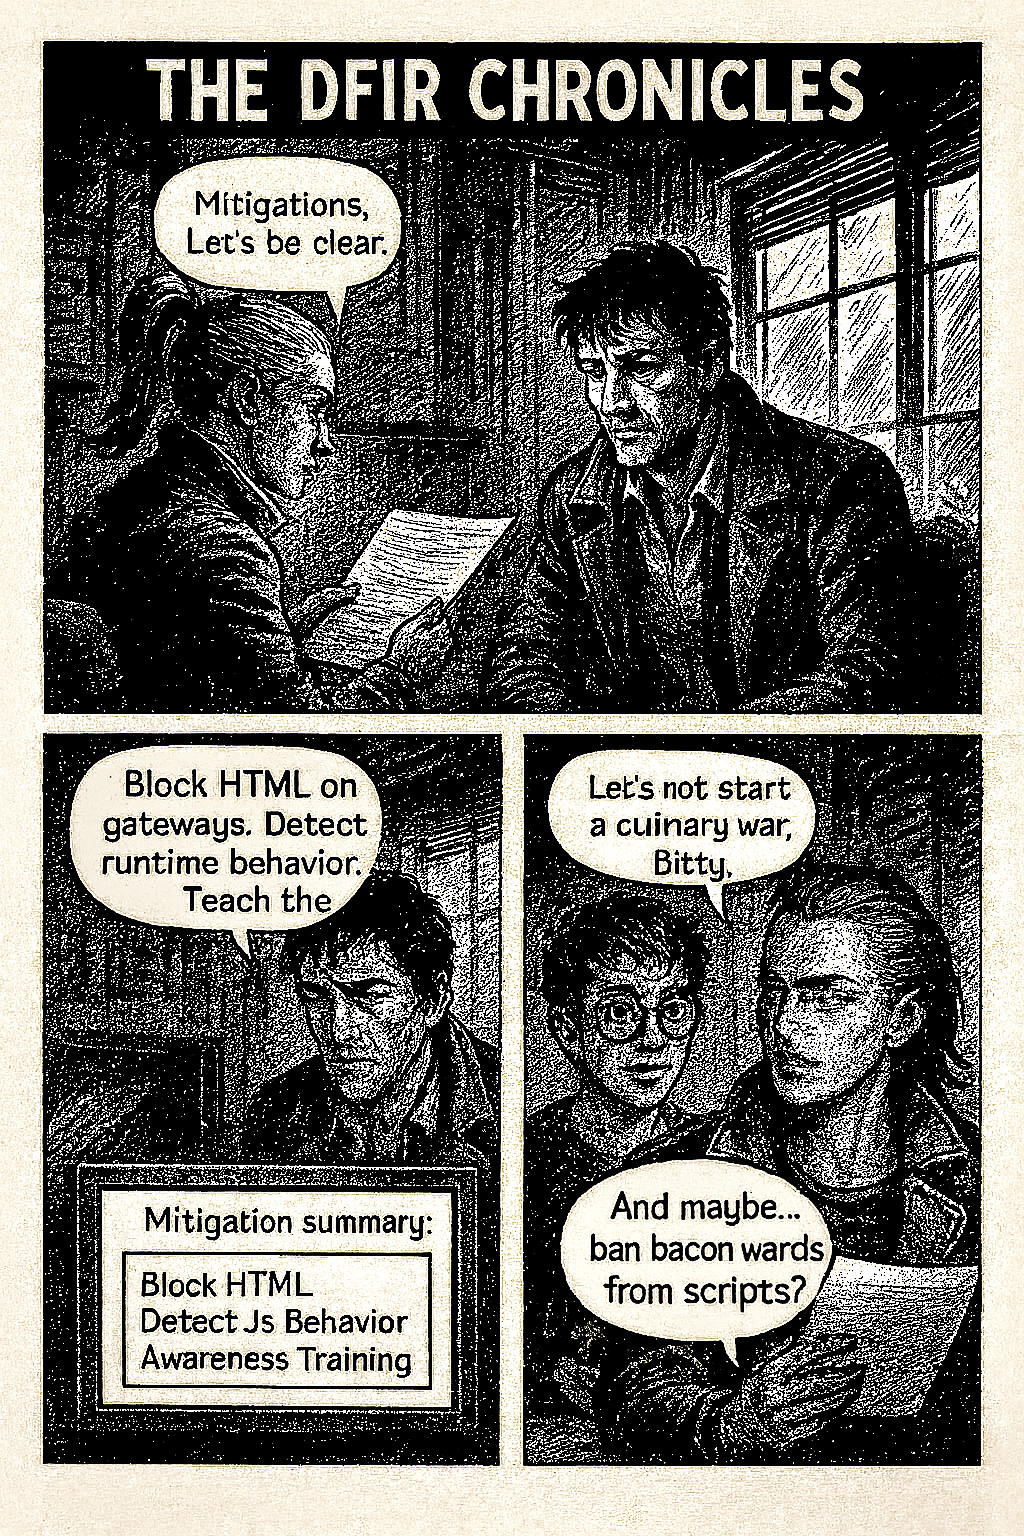 THE DFIR CHRONICLES
Mitigations,
Let's be clear.
Block HTML on
gateways. Detect
runtime behavior.
Teach the
Mitigation summary:
Block HTML
Detect Js Behavior
Awareness Training
Let's not start
a cuinary war,
Bitty,
And maybe...
ban bacon wards
from scripts?